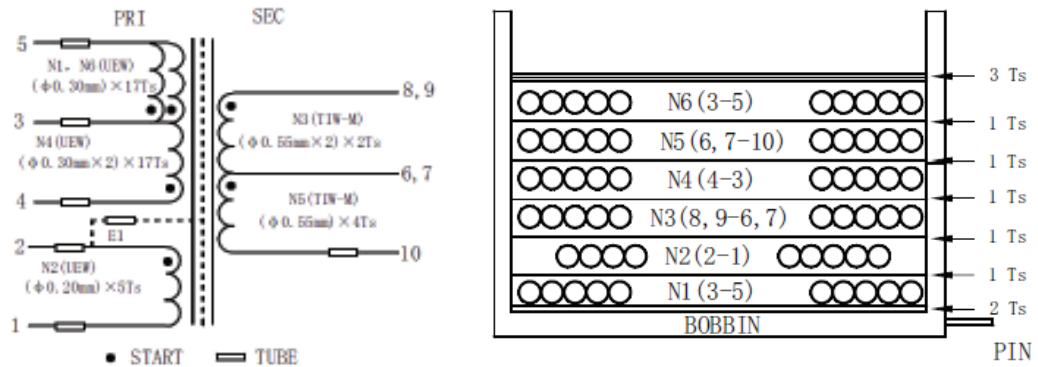 PRI SEC
5
N1, N6(UEW)
(φ0.30mm)×17Ts
3
N4(UEW)
(φ0.30mm×2)×17Ts
4
E1
2
N2(UEW)
(φ0.20mm)×5Ts
1
8,9
N3(TIW-M)
(φ0.55mm×2)×2Ts
6,7
N5(TIW-M)
(φ0.55mm)×4Ts
10
● START TUBE
3 Ts
N6(3-5)
1 Ts
N5(6,7-10)
1 Ts
N4(4-3)
1 Ts
N3(8,9-6,7)
1 Ts
N2(2-1)
1 Ts
N1(3-5)
2 Ts
BOBBIN
PIN